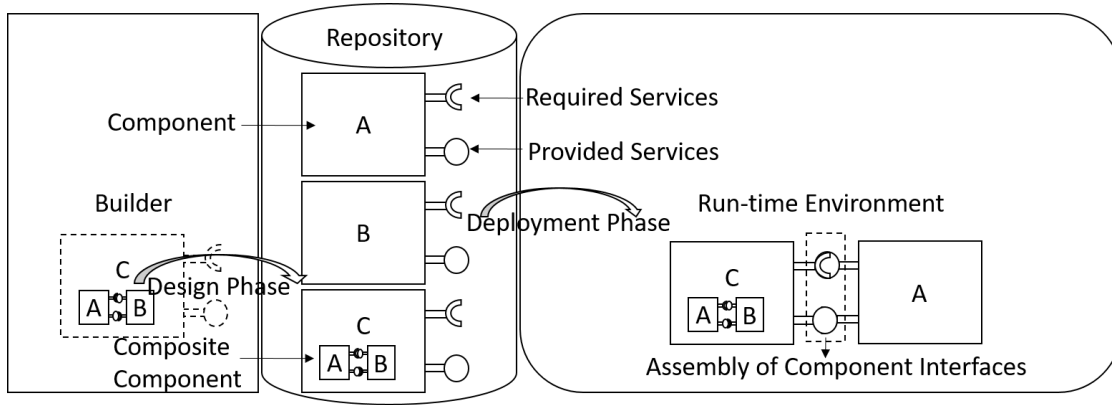 Repository
Component
A
Required Services
Provided Services
Builder
B
Deployment Phase
Run-time Environment
C
A B
Design Phase
C
A B
Composite
Component
C
A B
A
Assembly of Component Interfaces